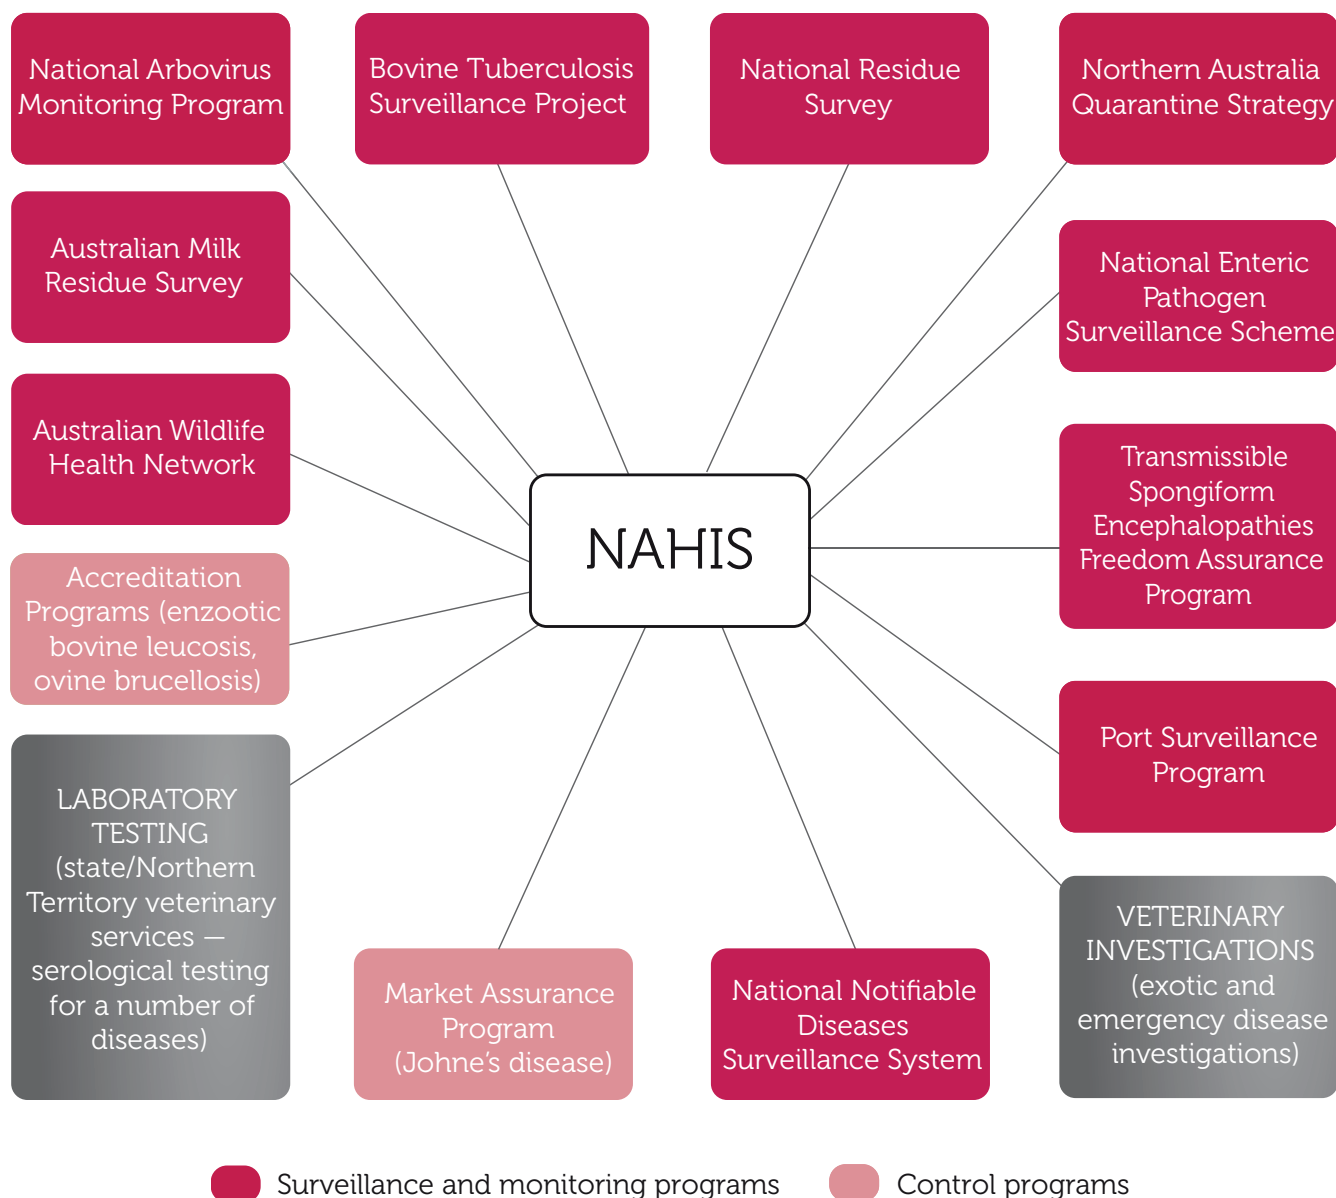 National Arbovirus
Monitoring Program
Bovine Tuberculosis
Surveillance Project
National Residue
Survey
Northern Australia
Quarantine Strategy
Australian Milk
Residue Survey
National Enteric
Pathogen
Surveillance Scheme
Australian Wildlife
Health Network
Transmissible
Spongiform
Encephalopathies
Freedom Assurance
Program
NAHIS
Accreditation
Programs (enzootic
bovine leucosis,
ovine brucellosis)
Port Surveillance
Program
LABORATORY
TESTING
(state/Northern
Territory veterinary
services —
serological testing
for a number of
diseases)
Market Assurance
Program
(Johne’s disease)
National Notifiable
Diseases
Surveillance System
VETERINARY
INVESTIGATIONS
(exotic and
emergency disease
investigations)
Surveillance and monitoring programs
Control programs